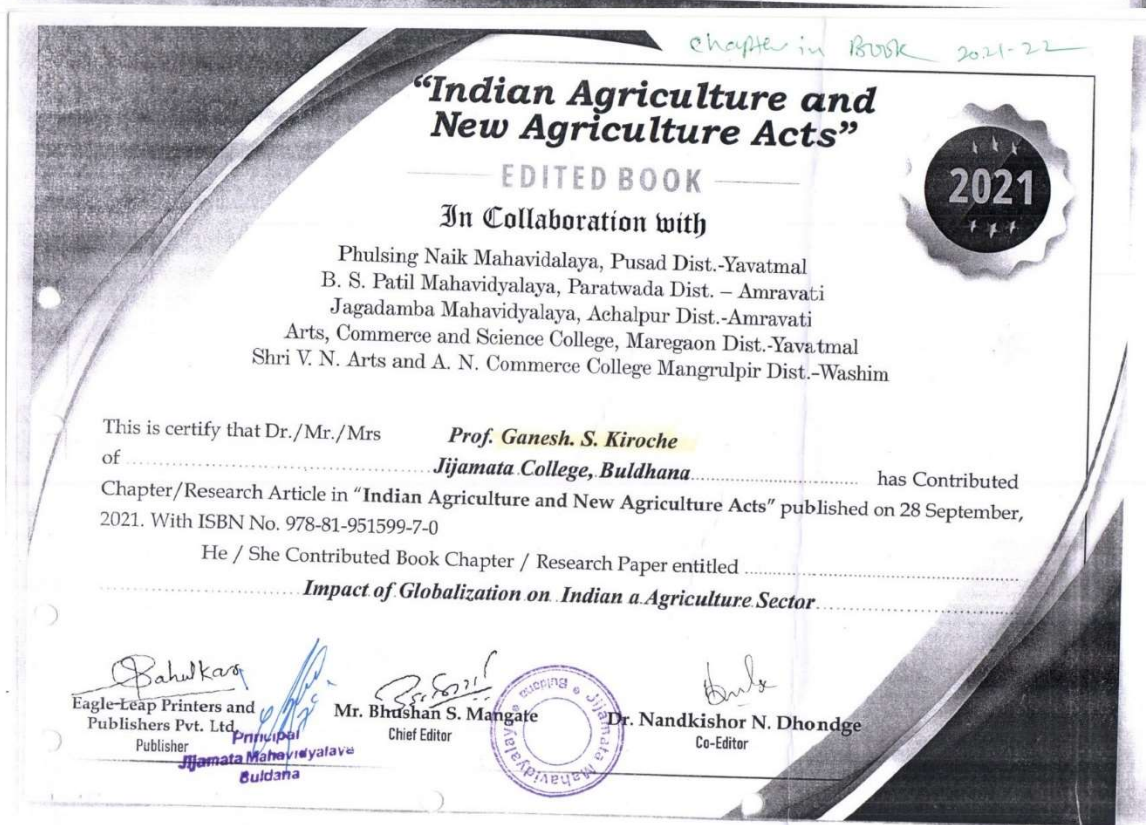 Chapter in Book 2021-22
“Indian Agriculture and
New Agriculture Acts”
EDITED BOOK
In Collaboration with
2021
Phulsing Naik Mahavidalaya, Pusad Dist.-Yavatmal
B. S. Patil Mahavidyalaya, Paratwada Dist. – Amravati
Jagadamba Mahavidyalaya, Achalpur Dist.-Amravati
Arts, Commerce and Science College, Maregaon Dist.-Yavatmal
Shri V. N. Arts and A. N. Commerce College Mangrulpir Dist.-Washim
This is certify that Dr./Mr./Mrs Prof. Ganesh. S. Kiroche
of Jijamata College, Buldhana has Contributed
Chapter/Research Article in “Indian Agriculture and New Agriculture Acts” published on 28 September,
2021. With ISBN No. 978-81-951599-7-0
He / She Contributed Book Chapter / Research Paper entitled
Impact of Globalization on Indian a Agriculture Sector
Eagle-Leap Printers and
Publishers Pvt. Ltd.
Publisher
Principal
Jijamata Mahavidyalaye
Buldana
Mr. Bhushan S. Mangate
Chief Editor
Jijamata Mahavidyalaye Buldana
Dr. Nandkishor N. Dhondge
Co-Editor